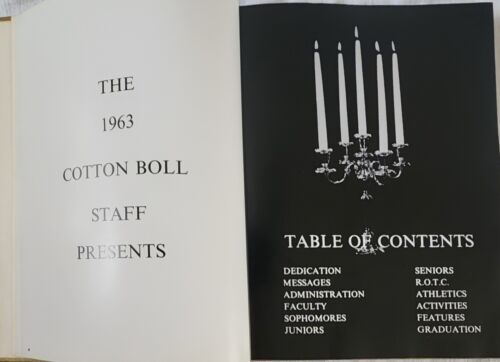 THE
1963
COTTON BOLL
STAFF
PRESENTS
TABLE OF CONTENTS
DEDICATION
MESSAGES
ADMINISTRATION
FACULTY
SOPHOMORES
JUNIORS
SENIORS
R.O.T.C.
ATHLETICS
ACTIVITIES
FEATURES
GRADUATION